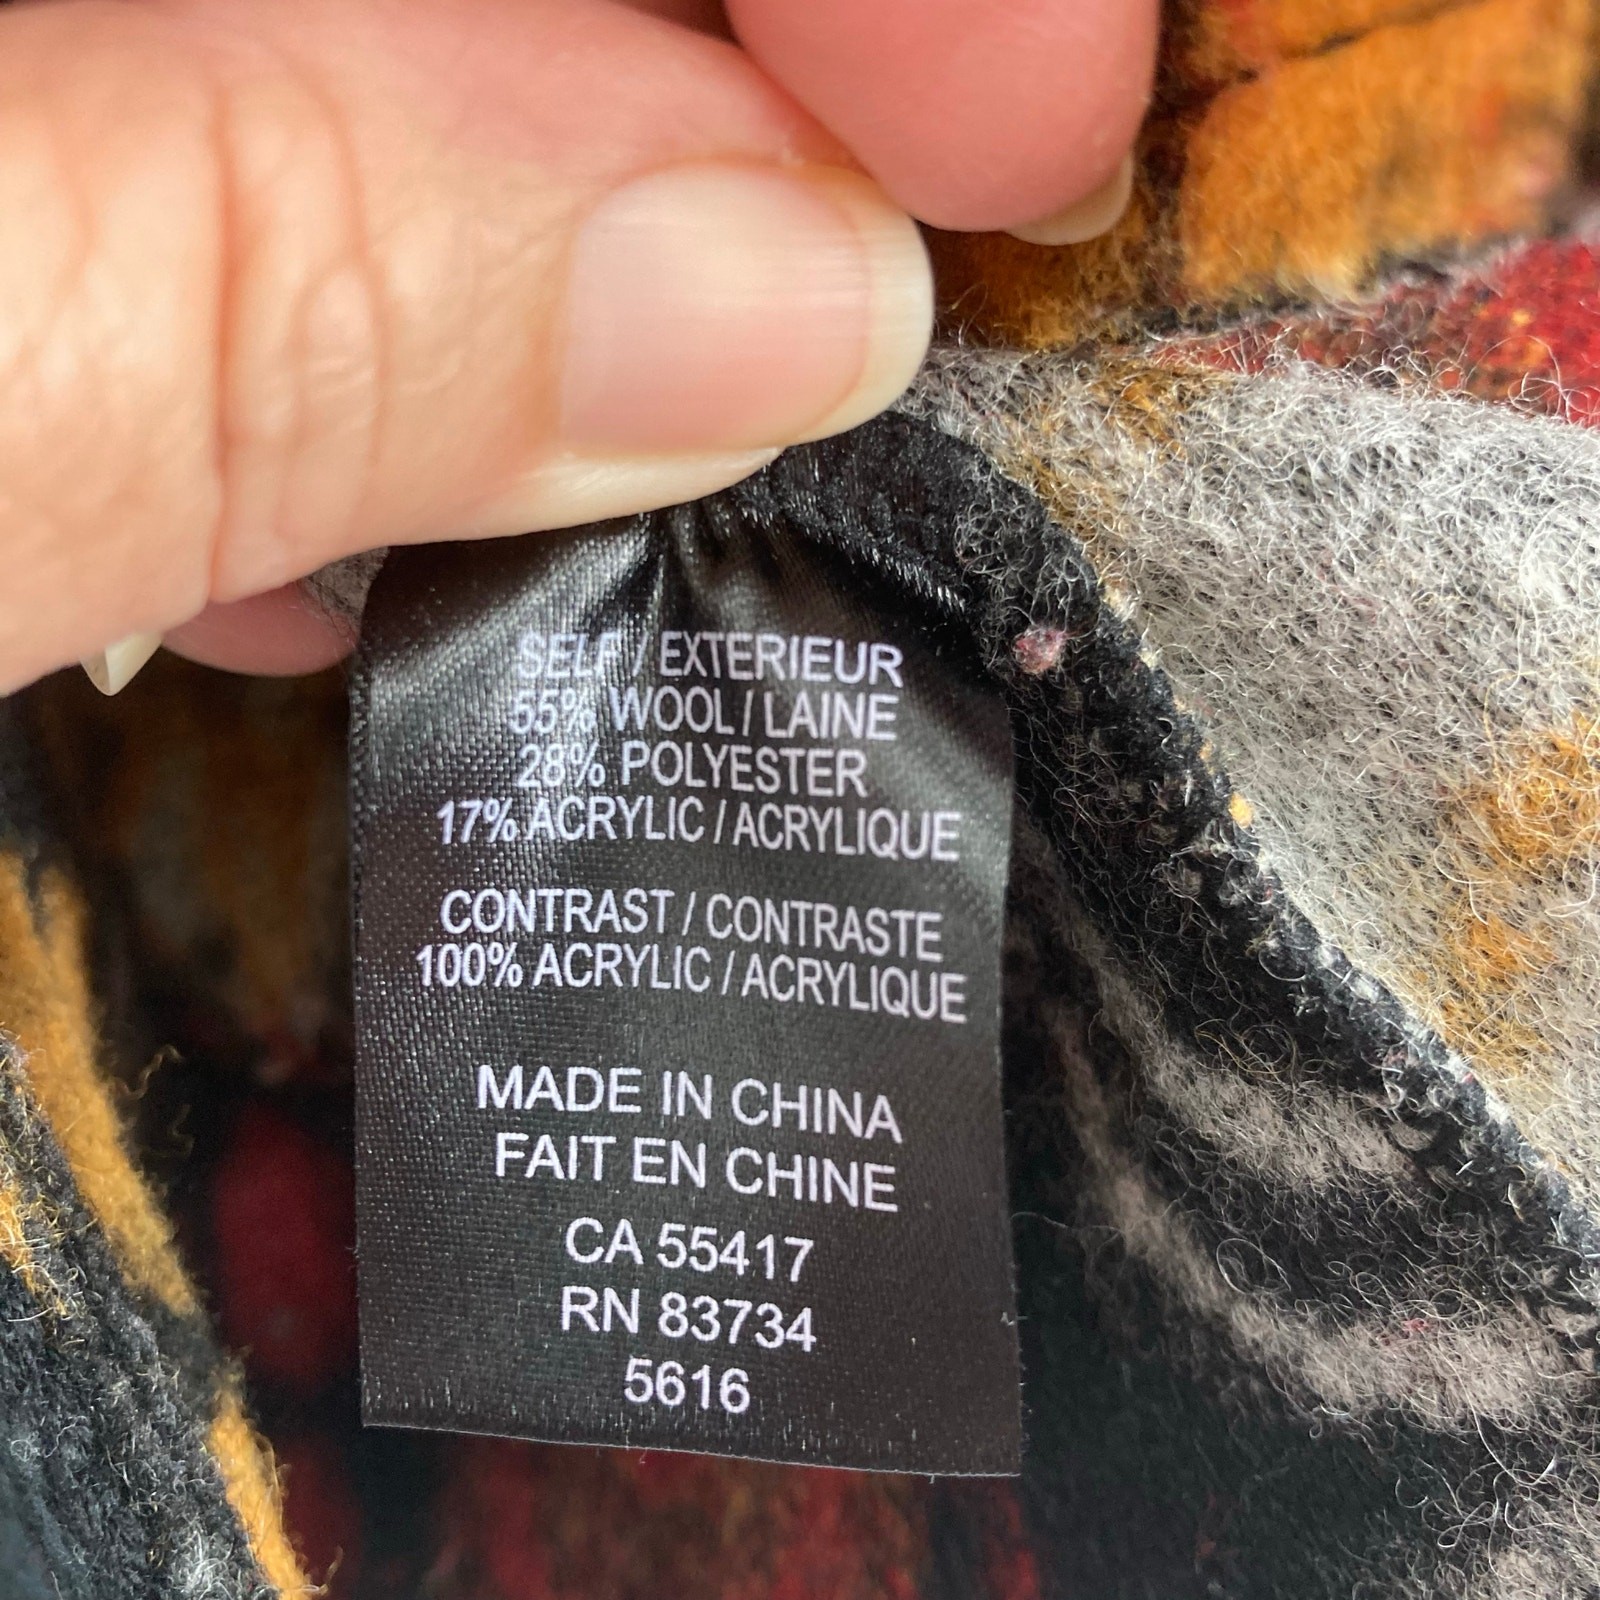 SELF / EXTERIEUR
55% WOOL / LAINE
28% POLYESTER
17% ACRYLIC / ACRYLIQUE
CONTRAST / CONTRASTE
100% ACRYLIC / ACRYLIQUE
MADE IN CHINA
FAIT EN CHINE
CA 55417
RN 83734
5616